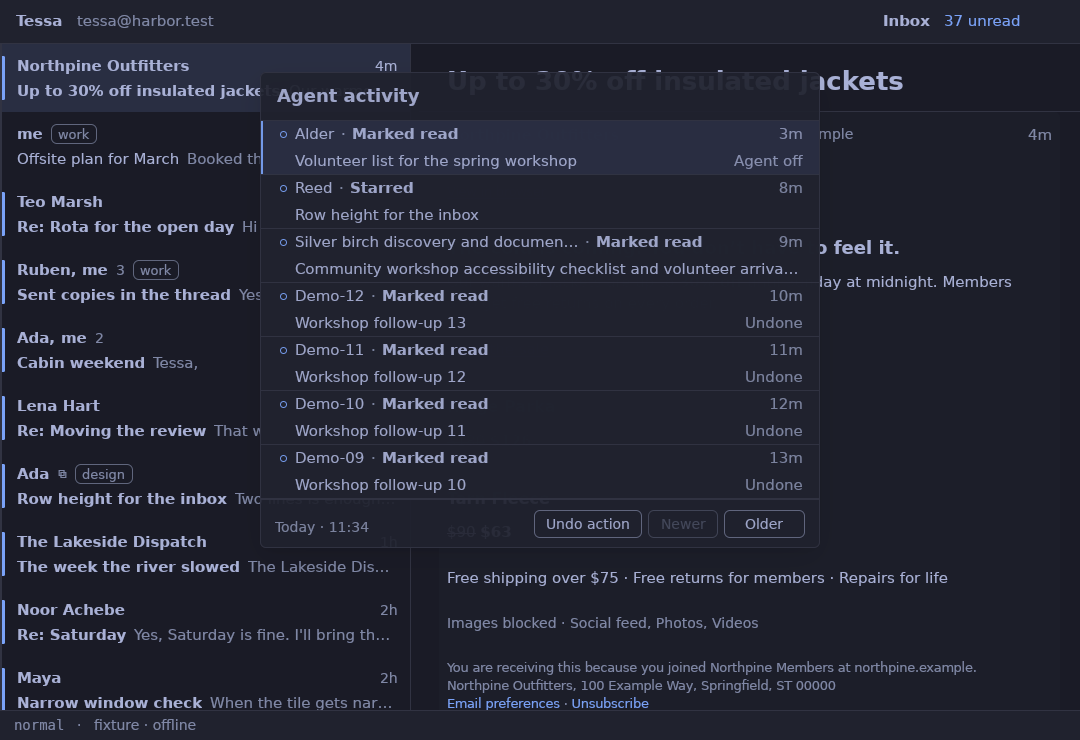 Tessa tessa@harbor.test Inbox 37 unread
Northpine Outfitters 4m
Up to 30% off insulated jackets
me work
Offsite plan for March Booked th
Teo Marsh
Re: Rota for the open day Hi
Ruben, me 3 work
Sent copies in the thread Yes
Ada, me 2
Cabin weekend Tessa,
Lena Hart
Re: Moving the review That w
Ada design
Row height for the inbox Two lines is enough
The Lakeside Dispatch 1h
The week the river slowed The Lakeside Dis…
Noor Achebe 2h
Re: Saturday Yes, Saturday is fine. I'll bring th…
Maya 2h
Narrow window check When the tile gets nar…
Agent activity
Alder · Marked read 3m
Volunteer list for the spring workshop Agent off
Reed · Starred 8m
Row height for the inbox
Silver birch discovery and documen… · Marked read 9m
Community workshop accessibility checklist and volunteer arriva…
Demo-12 · Marked read 10m
Workshop follow-up 13 Undone
Demo-11 · Marked read 11m
Workshop follow-up 12 Undone
Demo-10 · Marked read 12m
Workshop follow-up 11 Undone
Demo-09 · Marked read 13m
Workshop follow-up 10 Undone
Today · 11:34 Undo action Newer Older
Up to 30% off insulated jackets
mple 4m
o feel it.
day at midnight. Members
$90 $63
Free shipping over $75 · Free returns for members · Repairs for life
Images blocked · Social feed, Photos, Videos
You are receiving this because you joined Northpine Members at northpine.example.
Northpine Outfitters, 100 Example Way, Springfield, ST 00000
Email preferences · Unsubscribe
normal · fixture · offline